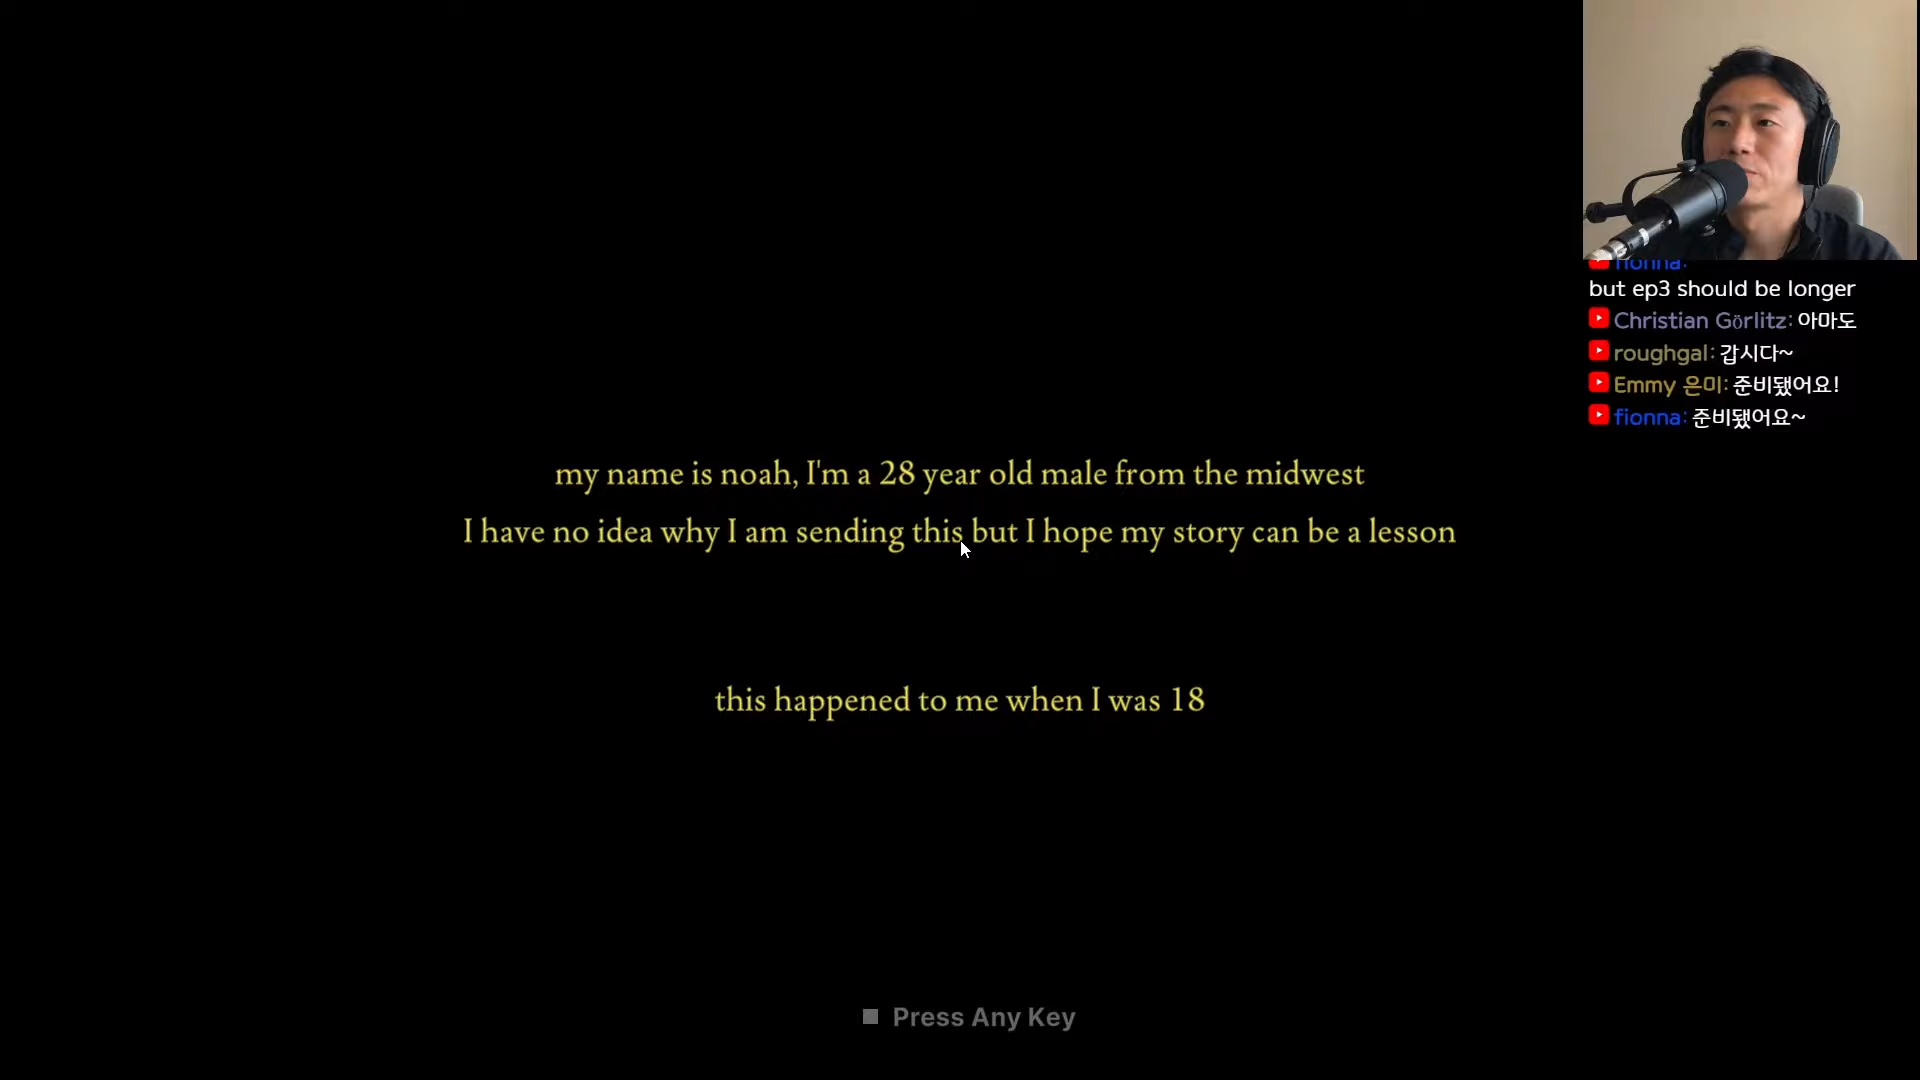 my name is noah, I'm a 28 year old male from the midwest
I have no idea why I am sending this but I hope my story can be a lesson
this happened to me when I was 18
Press Any Key
fionna:
but ep3 should be longer
Christian Görlitz: 아마도
roughgal: 갑시다~
Emmy 은미: 준비됐어요!
fionna: 준비됐어요~